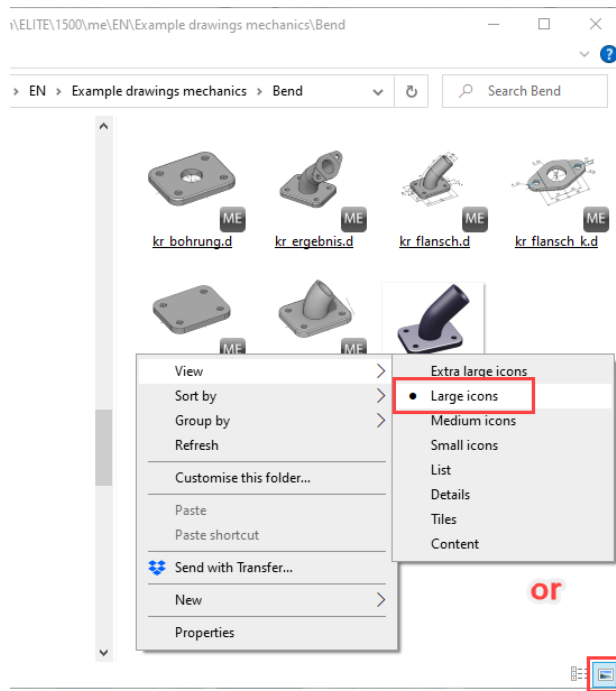 \ELITE\1500\me\EN\Example drawings mechanics\Bend
?
> EN > Example drawings mechanics > Bend
Search Bend
ME ME ME ME
kr_bohrung.d kr_ergebnis.d kr_flansch.d kr_flansch_k.d
ME ME
View
Sort by
Group by
Refresh
Customise this folder...
Paste
Paste shortcut
Send with Transfer...
New
Properties
Extra large icons
Large icons
Medium icons
Small icons
List
Details
Tiles
Content
or